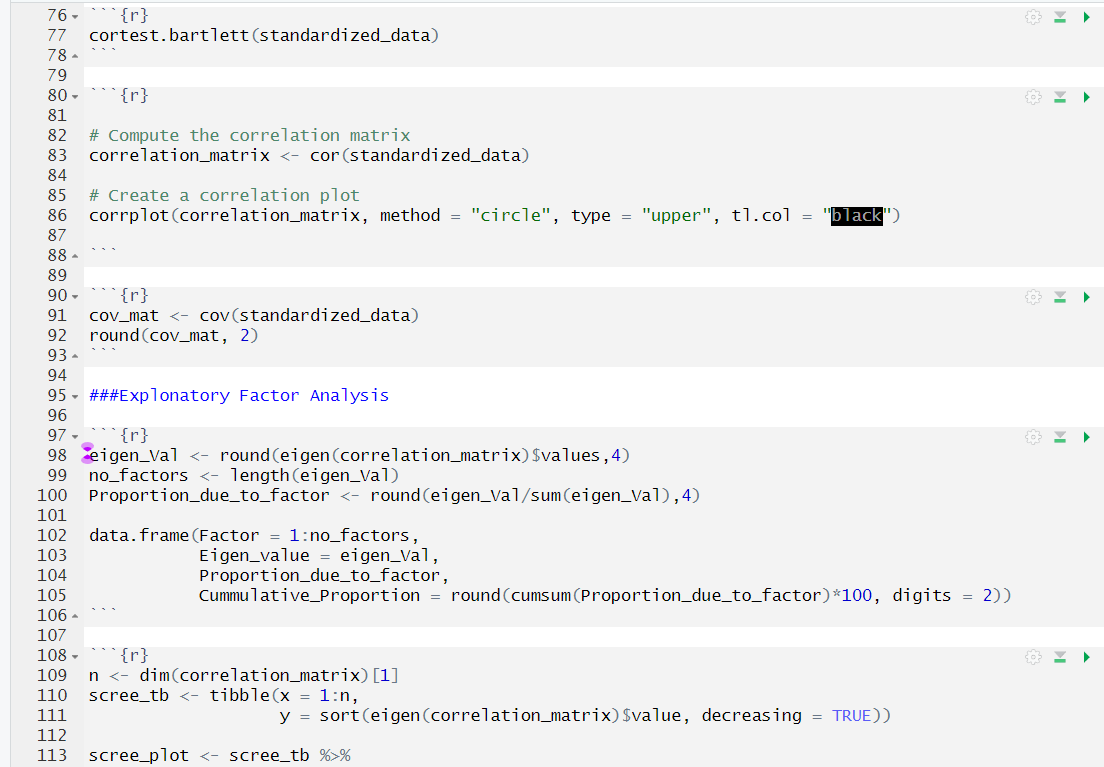 76 ```{r}
77 cortest.bartlett(standardized_data)
78 ```
79
80 ```{r}
81
82 # Compute the correlation matrix
83 correlation_matrix <- cor(standardized_data)
84
85 # Create a correlation plot
86 corrplot(correlation_matrix, method = "circle", type = "upper", tl.col = "black")
87
88 ```
89
90 ```{r}
91 cov_mat <- cov(standardized_data)
92 round(cov_mat, 2)
93 ```
94
95 ###Explonatory Factor Analysis
96
97 ```{r}
98 eigen_Val <- round(eigen(correlation_matrix)$values,4)
99 no_factors <- length(eigen_Val)
100 Proportion_due_to_factor <- round(eigen_Val/sum(eigen_Val),4)
101
102 data.frame(Factor = 1:no_factors,
103            Eigen_value = eigen_Val,
104            Proportion_due_to_factor,
105            Cummulative_Proportion = round(cumsum(Proportion_due_to_factor)*100, digits = 2))
106 ```
107
108 ```{r}
109 n <- dim(correlation_matrix)[1]
110 scree_tb <- tibble(x = 1:n,
111                    y = sort(eigen(correlation_matrix)$value, decreasing = TRUE))
112
113 scree_plot <- scree_tb %>%